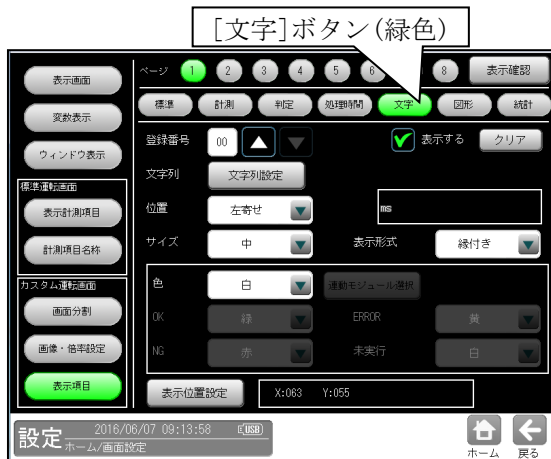 [文字]ボタン(緑色)
表示画面
変数表示
ウィンドウ表示
標準運転画面
表示計測項目
計測項目名称
カスタム運転画面
画面分割
画像・倍率設定
表示項目
ページ 1 2 3 4 5 6 8 表示確認
標準 計測 判定 処理時間 文字 図形 統計
登録番号 00 表示する クリア
文字列 文字列設定
位置 左寄せ ms
サイズ 中 表示形式 縁付き
色 白 連動モジュール選択
OK 緑 ERROR 黄
NG 赤 未実行 白
表示位置設定 X:063 Y:055
設定 2016/06/07 09:13:58 USB
ホーム/画面設定
ホーム 戻る